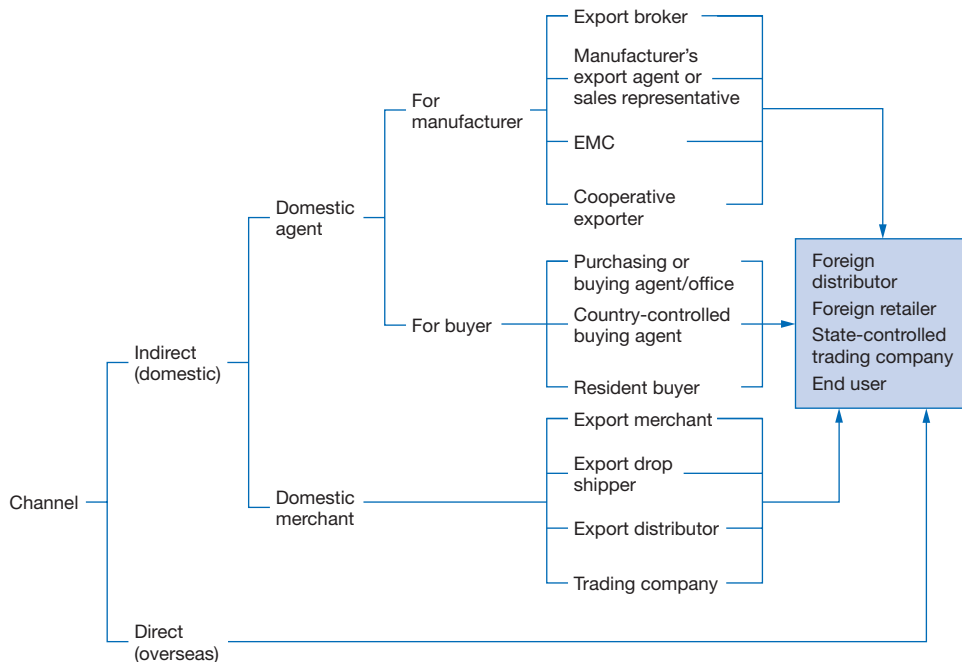 Channel
Indirect
(domestic)
Direct
(overseas)
Domestic
agent
Domestic
merchant
For
manufacturer
For buyer
Export broker
Manufacturer’s
export agent or
sales representative
EMC
Cooperative
exporter
Purchasing or
buying agent/office
Country-controlled
buying agent
Resident buyer
Export merchant
Export drop
shipper
Export distributor
Trading company
Foreign
distributor
Foreign retailer
State-controlled
trading company
End user